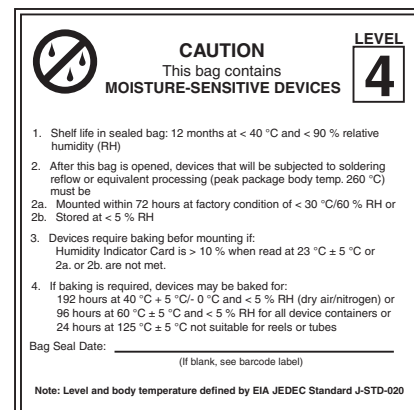 CAUTION
This bag contains
MOISTURE-SENSITIVE DEVICES
LEVEL
4
1. Shelf life in sealed bag: 12 months at < 40 °C and < 90 % relative
humidity (RH)
2. After this bag is opened, devices that will be subjected to soldering
reflow or equivalent processing (peak package body temp. 260 °C)
must be
2a. Mounted within 72 hours at factory condition of < 30 °C/60 % RH or
2b. Stored at < 5 % RH
3. Devices require baking befor mounting if:
Humidity Indicator Card is > 10 % when read at 23 °C ± 5 °C or
2a. or 2b. are not met.
4. If baking is required, devices may be baked for:
192 hours at 40 °C + 5 °C/- 0 °C and < 5 % RH (dry air/nitrogen) or
96 hours at 60 °C ± 5 °C and < 5 % RH for all device containers or
24 hours at 125 °C ± 5 °C not suitable for reels or tubes
Bag Seal Date:
(If blank, see barcode label)
Note: Level and body temperature defined by EIA JEDEC Standard J-STD-020